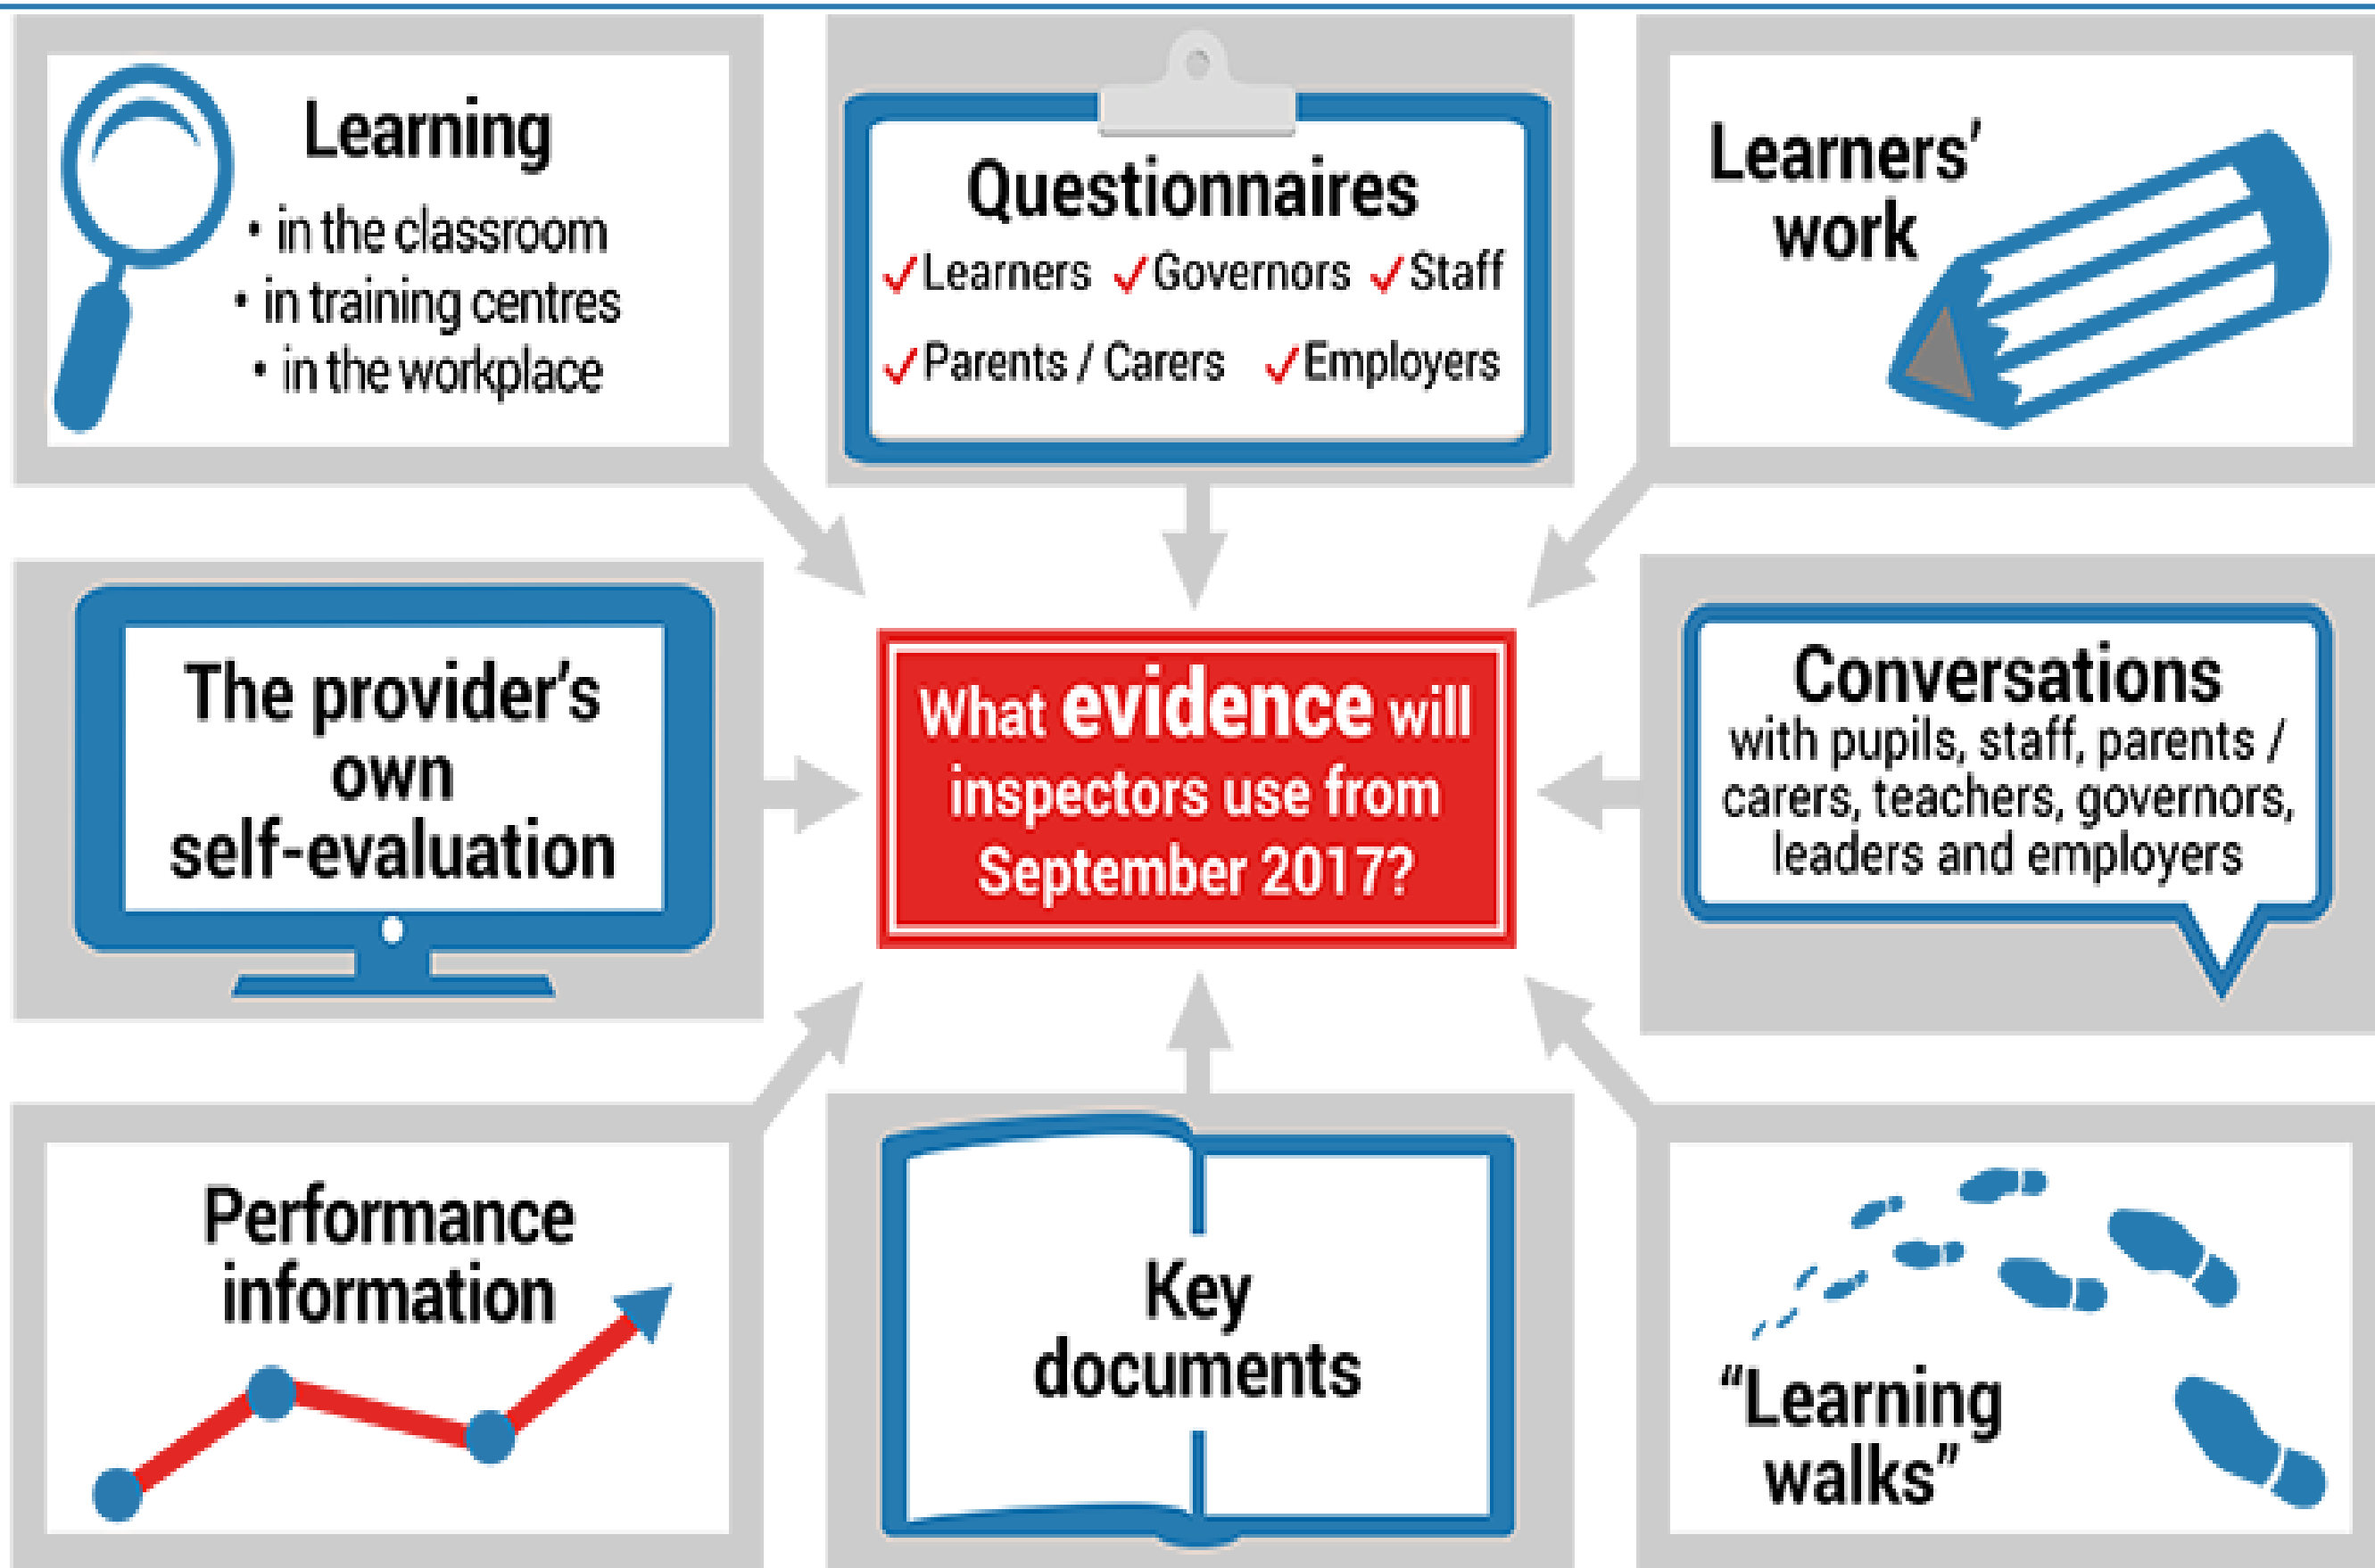 Learning
• in the classroom
• in training centres
• in the workplace
Questionnaires
✓Learners ✓Governors ✓Staff
✓Parents / Carers ✓Employers
Learners’
work
The provider’s
own
self-evaluation
What evidence will
inspectors use from
September 2017?
Conversations
with pupils, staff, parents /
carers, teachers, governors,
leaders and employers
Performance
information
Key
documents
“Learning
walks”